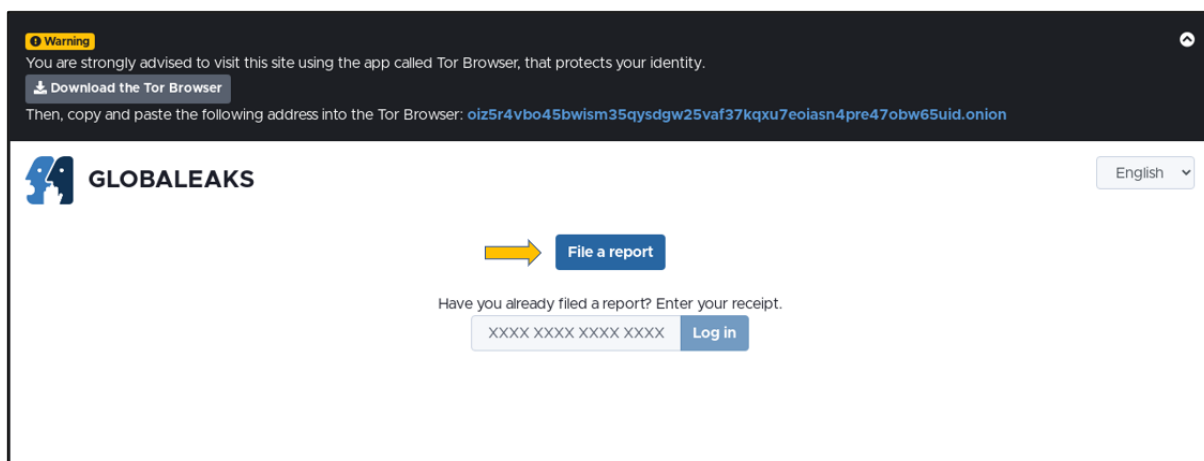 Warning
You are strongly advised to visit this site using the app called Tor Browser, that protects your identity.
Download the Tor Browser
Then, copy and paste the following address into the Tor Browser: oiz5r4vbo45bwism35qysdgw25vaf37kqxu7eoiasn4pre47obw65uid.onion
GLOBALEAKS
English
File a report
Have you already filed a report? Enter your receipt.
XXXX XXXX XXXX XXXX
Log in